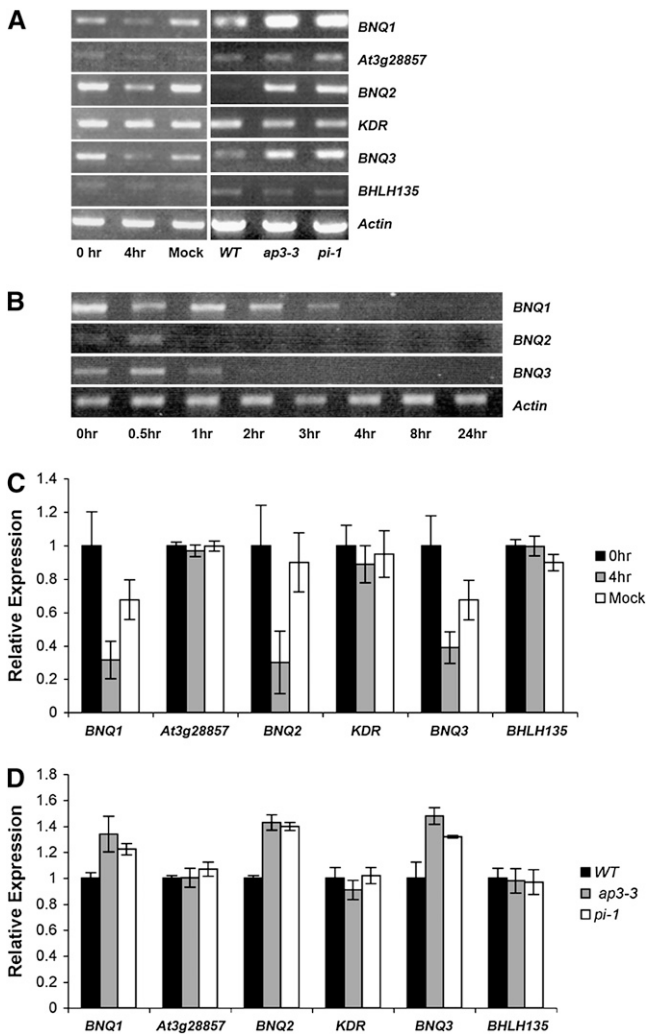 A
BNQ1
At3g28857
BNQ2
KDR
BNQ3
BHLH135
Actin
0 hr 4hr Mock WT ap3-3 pi-1
B
BNQ1
BNQ2
BNQ3
Actin
0hr 0.5hr 1hr 2hr 3hr 4hr 8hr 24hr
C
Relative Expression
1.4
1.2
1
0.8
0.6
0.4
0.2
0
BNQ1 At3g28857 BNQ2 KDR BNQ3 BHLH135
0hr
4hr
Mock
D
Relative Expression
1.8
1.6
1.4
1.2
1
0.8
0.6
0.4
0.2
0
BNQ1 At3g28857 BNQ2 KDR BNQ3 BHLH135
WT
ap3-3
pi-1